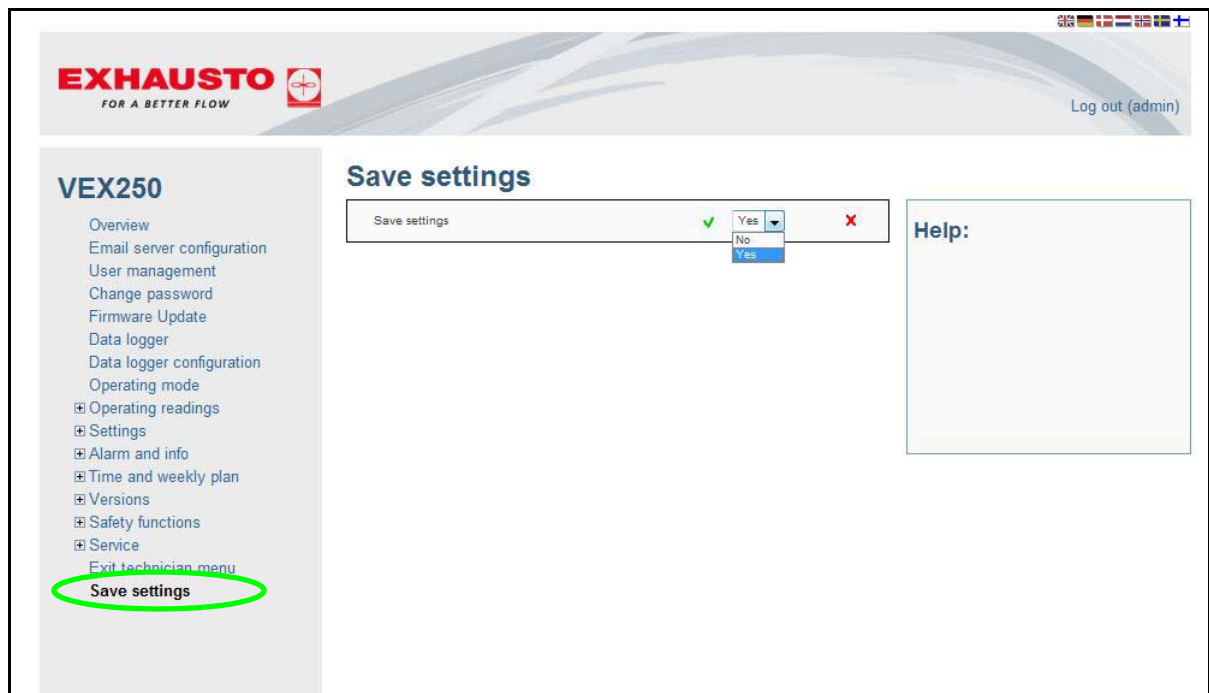 EXHAUSTO
FOR A BETTER FLOW
Log out (admin)
VEX250
Overview
Email server configuration
User management
Change password
Firmware Update
Data logger
Data logger configuration
Operating mode
Operating readings
Settings
Alarm and info
Time and weekly plan
Versions
Safety functions
Service
Exit technician menu
Save settings
Save settings
Save settings
Yes
No
Yes
Help: